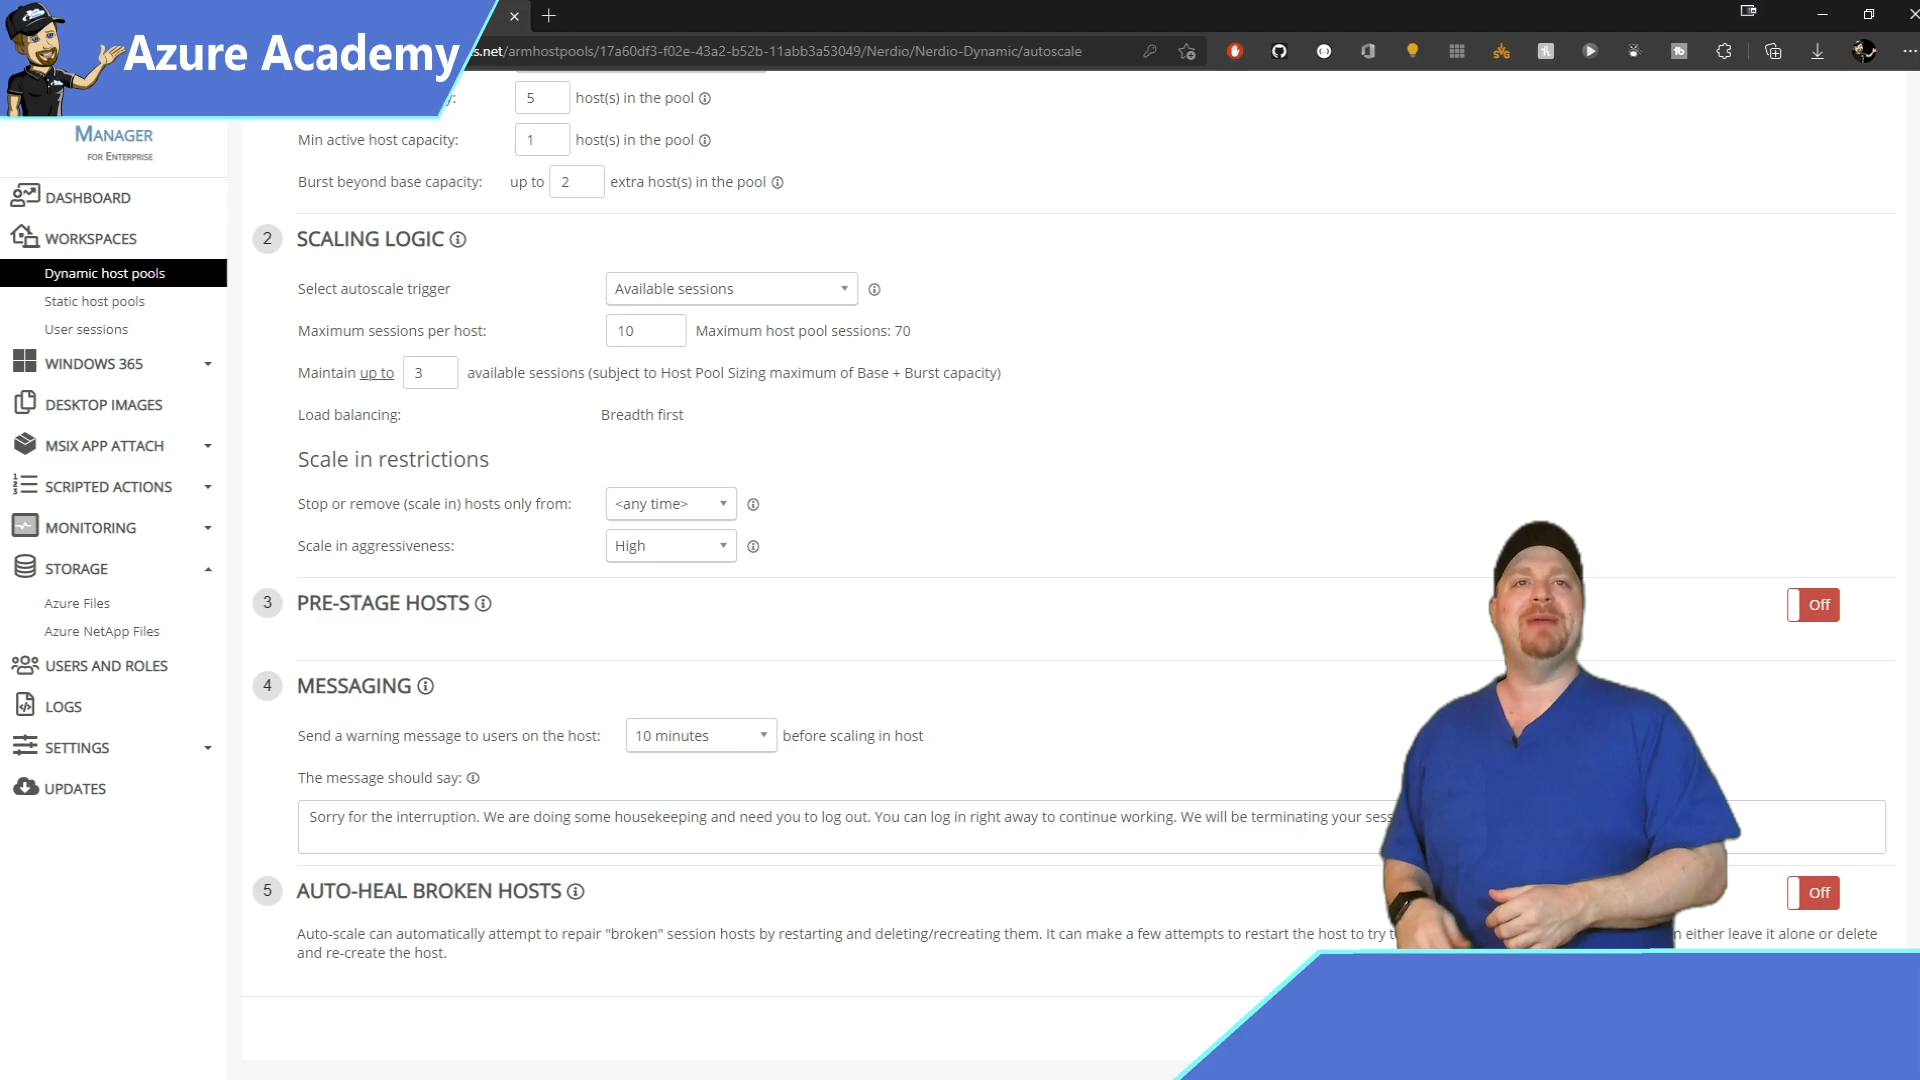 Azure Academy
s.net/armhostpools/17a60df3-f02e-43a2-b52b-11abb3a53049/Nerdio/Nerdio-Dynamic/autoscale
y: 5 host(s) in the pool
MANAGER
FOR ENTERPRISE
Min active host capacity: 1 host(s) in the pool
Burst beyond base capacity: up to 2 extra host(s) in the pool
DASHBOARD
WORKSPACES
Dynamic host pools
Static host pools
User sessions
WINDOWS 365
DESKTOP IMAGES
MSIX APP ATTACH
SCRIPTED ACTIONS
MONITORING
STORAGE
Azure Files
Azure NetApp Files
USERS AND ROLES
LOGS
SETTINGS
UPDATES
2 SCALING LOGIC
Select autoscale trigger Available sessions
Maximum sessions per host: 10 Maximum host pool sessions: 70
Maintain up to 3 available sessions (subject to Host Pool Sizing maximum of Base + Burst capacity)
Load balancing: Breadth first
Scale in restrictions
Stop or remove (scale in) hosts only from: <any time>
Scale in aggressiveness: High
3 PRE-STAGE HOSTS Off
4 MESSAGING
Send a warning message to users on the host: 10 minutes before scaling in host
The message should say:
Sorry for the interruption. We are doing some housekeeping and need you to log out. You can log in right away to continue working. We will be terminating your sess
5 AUTO-HEAL BROKEN HOSTS Off
Auto-scale can automatically attempt to repair "broken" session hosts by restarting and deleting/recreating them. It can make a few attempts to restart the host to try t n either leave it alone or delete
and re-create the host.